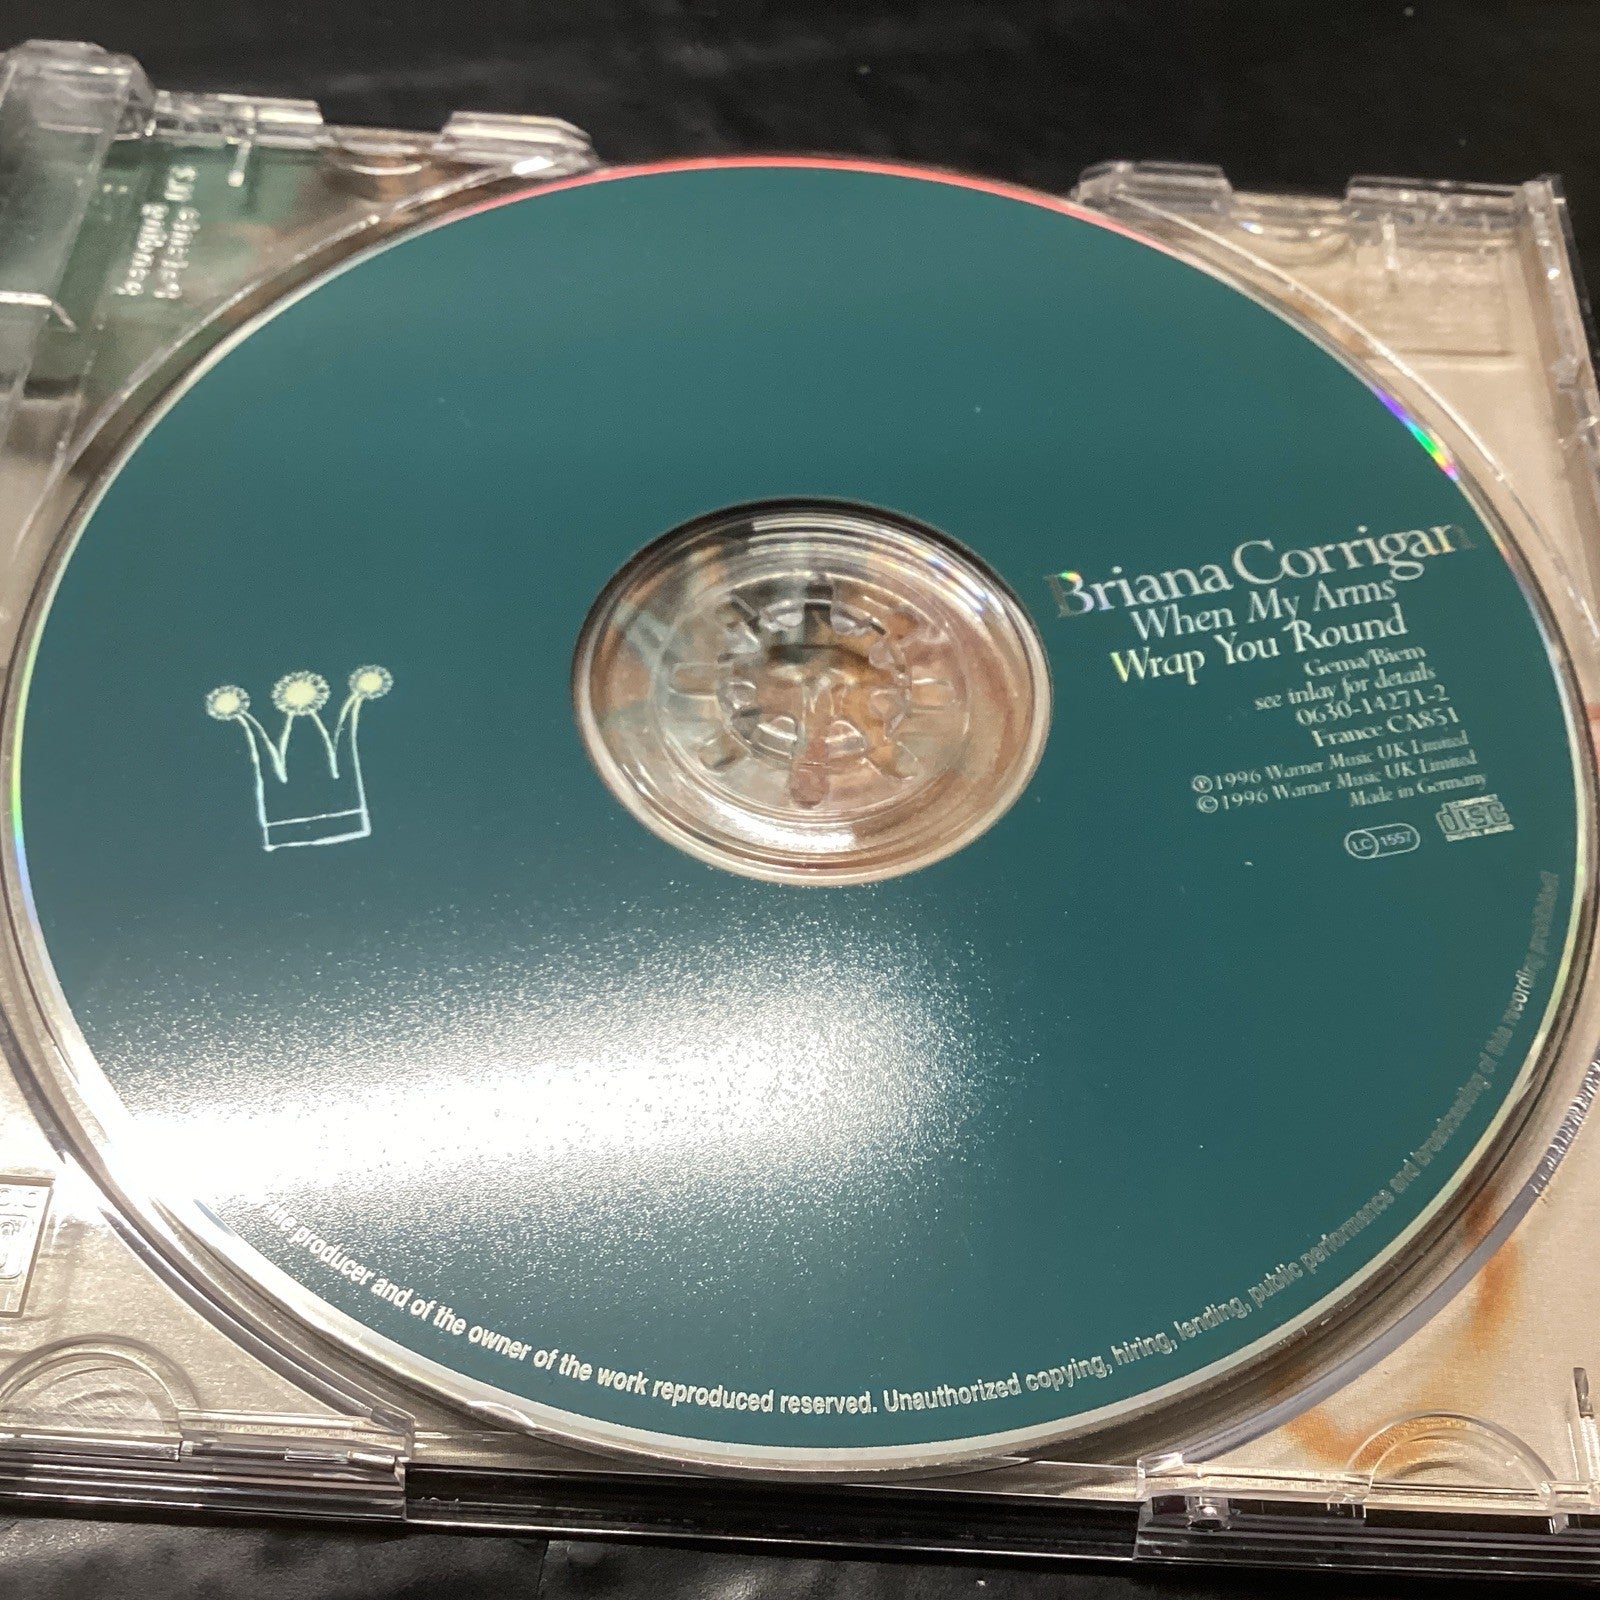 Briana Corrigan
When My Arms
Wrap You 'Round
Gema/Biem
see inlay for details
0630-14271-2
France CA851
℗ 1996 Warner Music UK Limited
© 1996 Warner Music UK Limited
Made in Germany
LC 1557
COMPACT
disc
DIGITAL AUDIO
the producer and of the owner of the work reproduced reserved. Unauthorized copying, hiring, lending, public performance and broadcasting of this recording prohibited